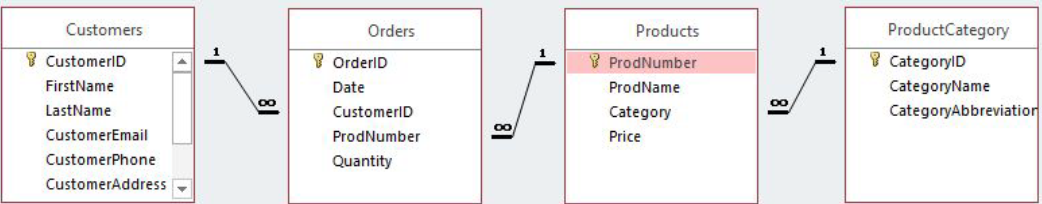 Customers
CustomerID
FirstName
LastName
CustomerEmail
CustomerPhone
CustomerAddress
1
∞
Orders
OrderID
Date
CustomerID
ProdNumber
Quantity
∞
1
Products
ProdNumber
ProdName
Category
Price
∞
1
ProductCategory
CategoryID
CategoryName
CategoryAbbreviation